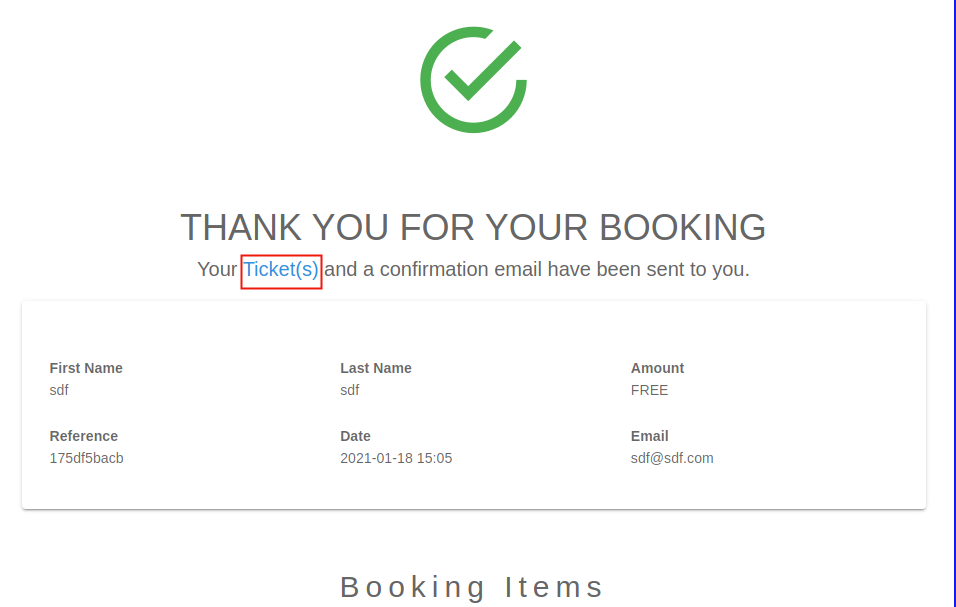 THANK YOU FOR YOUR BOOKING
Your Ticket(s) and a confirmation email have been sent to you.
First Name Last Name Amount
sdf sdf FREE
Reference Date Email
175df5bacb 2021-01-18 15:05 sdf@sdf.com
Booking Items